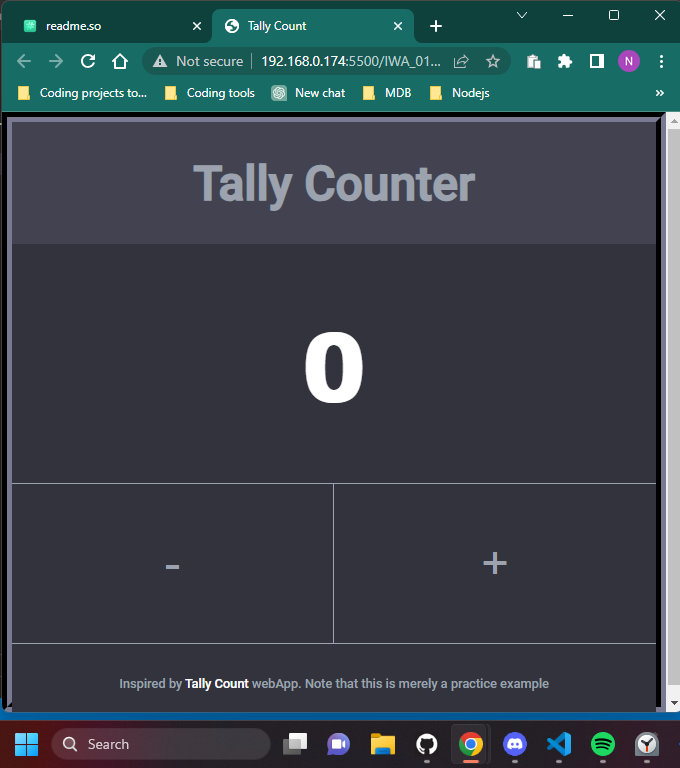 readme.so
Tally Count
Not secure
192.168.0.174:5500/IWA_01...
N
Coding projects to...
Coding tools
New chat
MDB
Nodejs
»
Tally Counter
0
-
+
Inspired by Tally Count webApp. Note that this is merely a practice example
Search